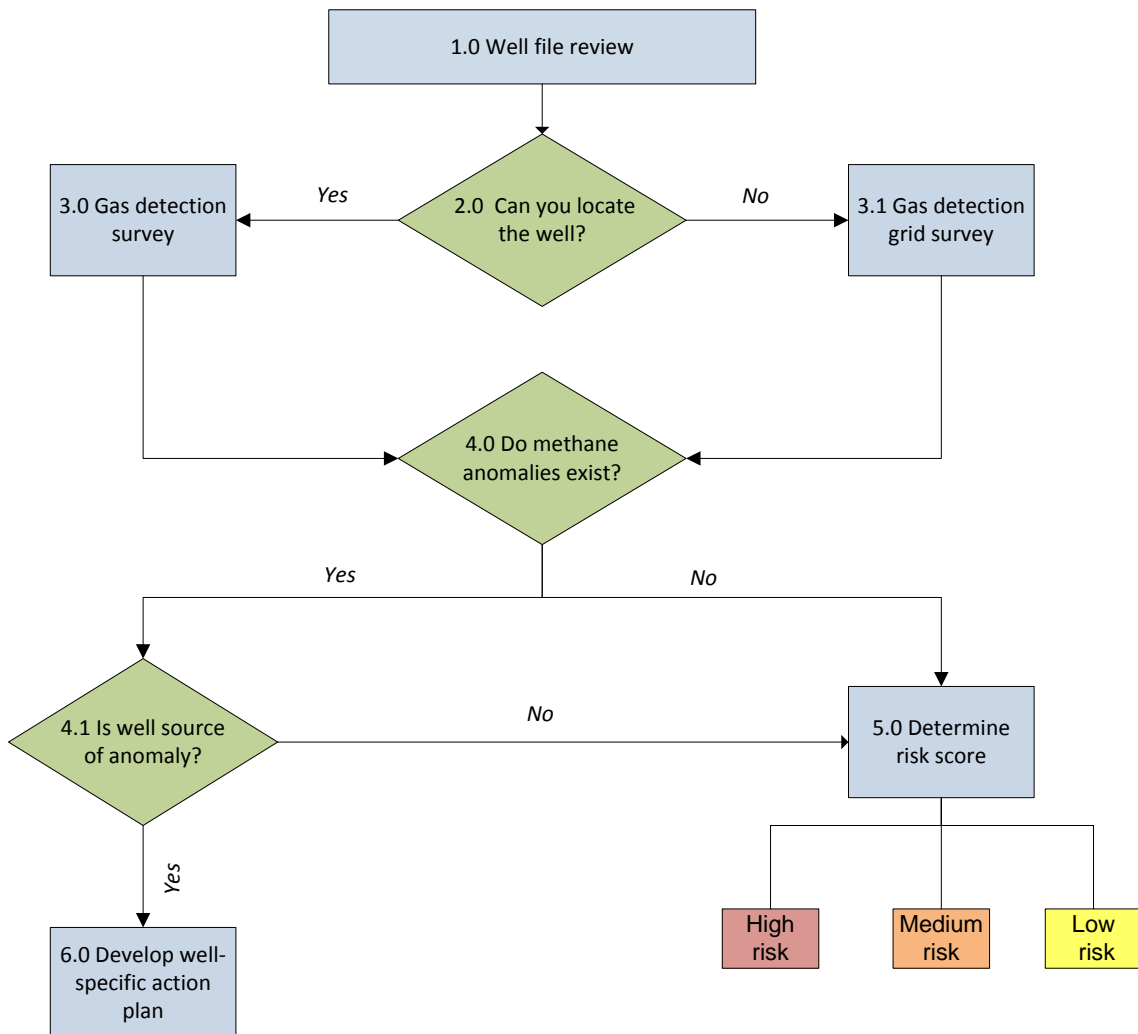 1.0 Well file review
Yes
No
3.0 Gas detection
survey
2.0 Can you locate
the well?
3.1 Gas detection
grid survey
4.0 Do methane
anomalies exist?
Yes
No
4.1 Is well source
of anomaly?
No
5.0 Determine
risk score
Yes
High
risk
Medium
risk
Low
risk
6.0 Develop well-
specific action
plan